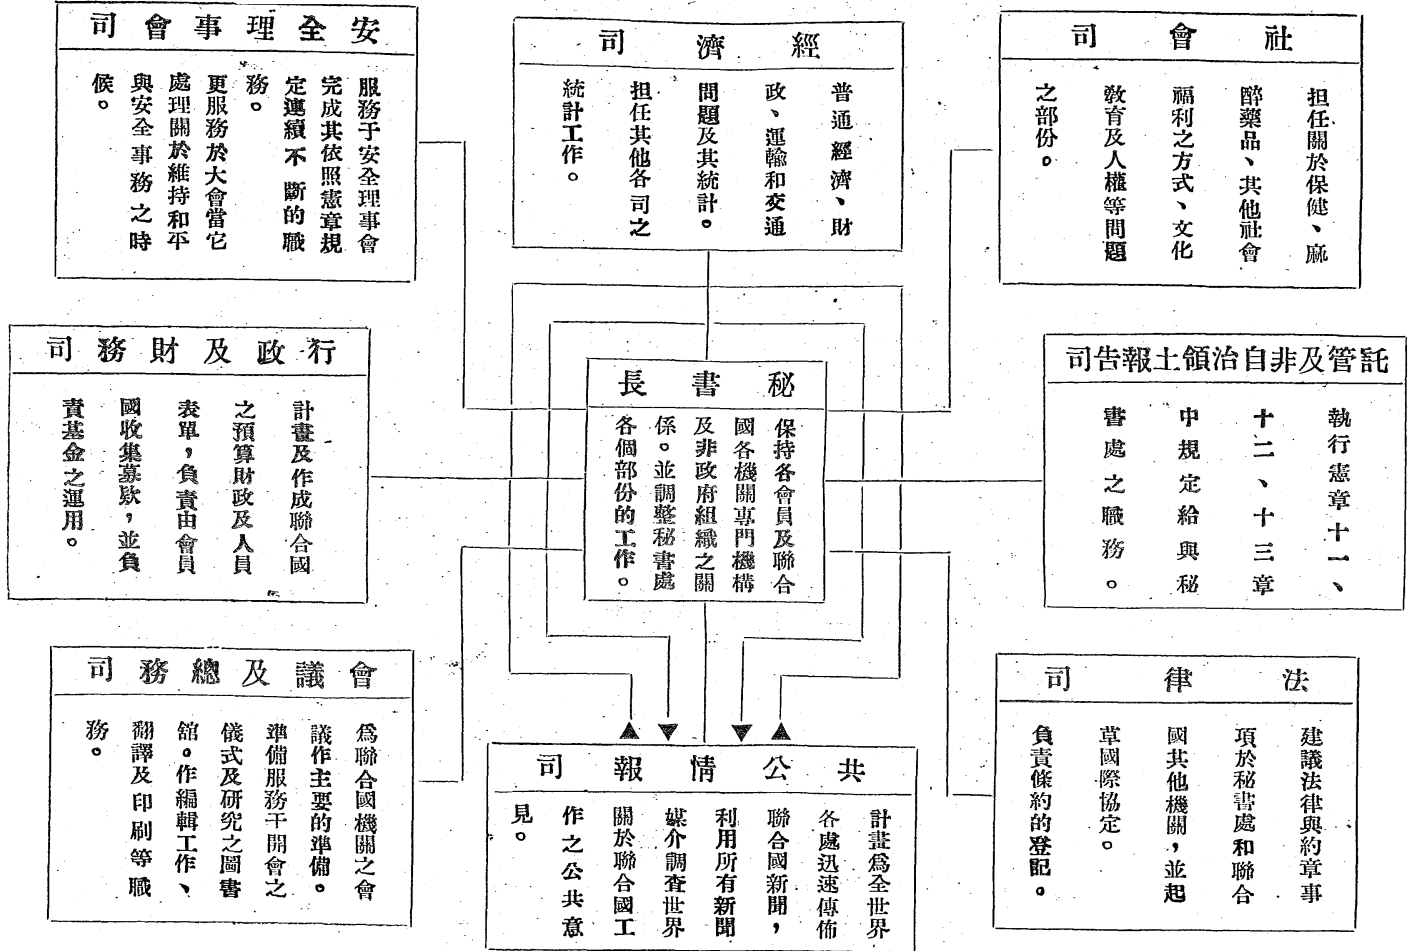 安全理事會司
服務于安全理事會
完成其依照憲章規
定連續不斷的職
務。
更服務於大會當它
處理關於維持和平
與安全事務之時
候。
經濟司
普通經濟、財
政、運輸和交通
問題及其統計。
担任其他各司之
統計工作。
社會司
担任關於保健、麻
醉藥品、其他社會
福利之方式、文化
敎育及人權等問題
之部份。
行政及財務司
計畫及作成聯合國
之預算財政及人員
表單，負責由會員
國收集募欵，並負
責基金之運用。
秘書長
保持各會員及聯合
國各機關專門機構
及非政府組織之關
係。並調整秘書處
各個部份的工作。
託管及非自治領土報告司
執行憲章十一、
十二、十三章
中規定給與秘
書處之職務。
會議及總務司
爲聯合國機關之會
議作主要的準備。
準備服務于開會之
儀式及研究之圖書
舘。作編輯工作、
翻譯及印刷等職
務。
共公情報司
計畫爲全世界
各處迅速傳佈
聯合國新聞，
利用所有新聞
媒介調查世界
關於聯合國工
作之公共意
見。
法律司
建議法律與約章事
項於秘書處和聯合
國其他機關，並起
草國際協定。
負責條約的登記。